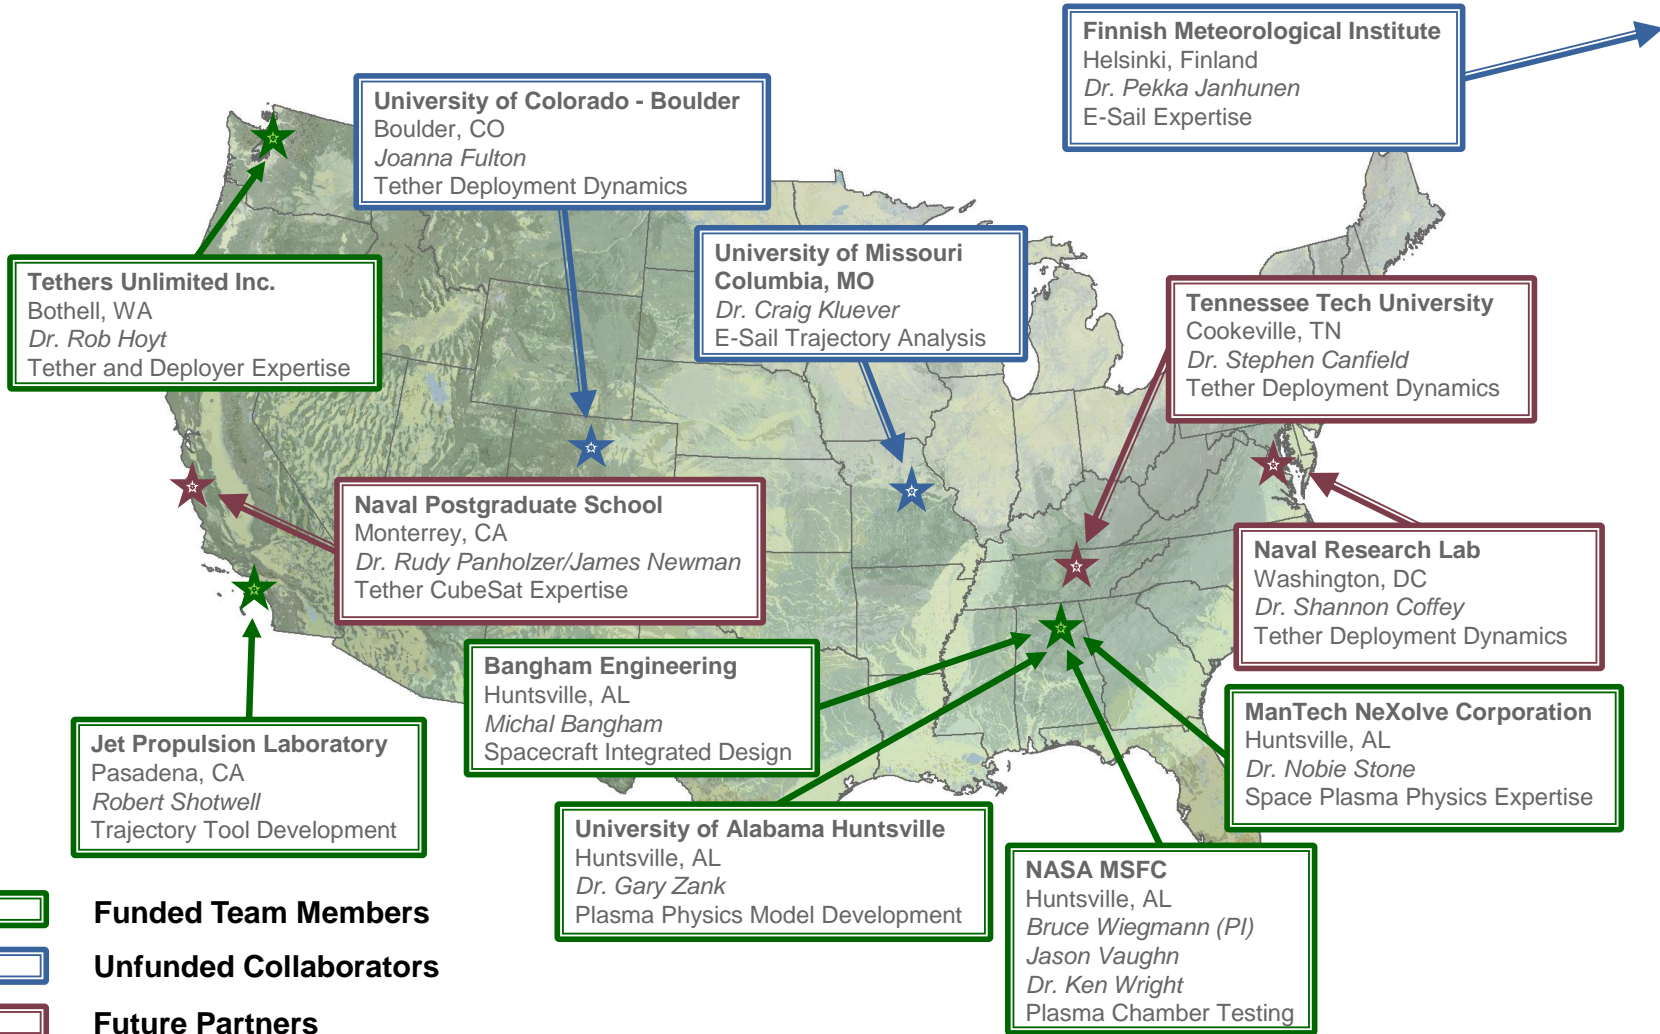 Finnish Meteorological Institute
Helsinki, Finland
Dr. Pekka Janhunen
E-Sail Expertise
University of Colorado - Boulder
Boulder, CO
Joanna Fulton
Tether Deployment Dynamics
University of Missouri
Columbia, MO
Dr. Craig Kluever
E-Sail Trajectory Analysis
Tethers Unlimited Inc.
Bothell, WA
Dr. Rob Hoyt
Tether and Deployer Expertise
Tennessee Tech University
Cookeville, TN
Dr. Stephen Canfield
Tether Deployment Dynamics
Naval Postgraduate School
Monterrey, CA
Dr. Rudy Panholzer/James Newman
Tether CubeSat Expertise
Naval Research Lab
Washington, DC
Dr. Shannon Coffey
Tether Deployment Dynamics
Bangham Engineering
Huntsville, AL
Michal Bangham
Spacecraft Integrated Design
ManTech NeXolve Corporation
Huntsville, AL
Dr. Nobie Stone
Space Plasma Physics Expertise
Jet Propulsion Laboratory
Pasadena, CA
Robert Shotwell
Trajectory Tool Development
University of Alabama Huntsville
Huntsville, AL
Dr. Gary Zank
Plasma Physics Model Development
NASA MSFC
Huntsville, AL
Bruce Wiegmann (PI)
Jason Vaughn
Dr. Ken Wright
Plasma Chamber Testing
Funded Team Members
Unfunded Collaborators
Future Partners